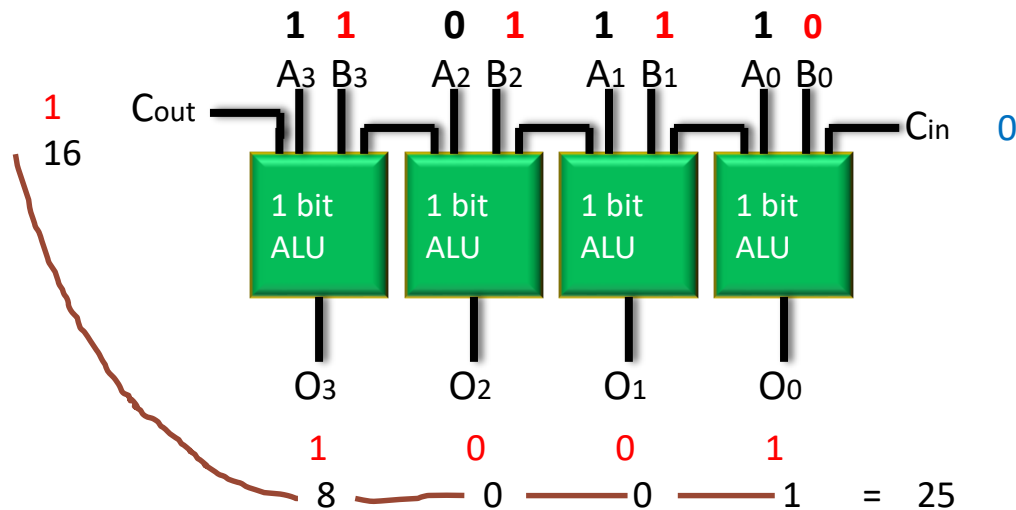 1 1 0 1 1 1 1 0
A3 B3 A2 B2 A1 B1 A0 B0
1 Cout Cin 0
16
1 bit ALU
1 bit ALU
1 bit ALU
1 bit ALU
O3 O2 O1 O0
1 0 0 1
8 0 0 1 = 25